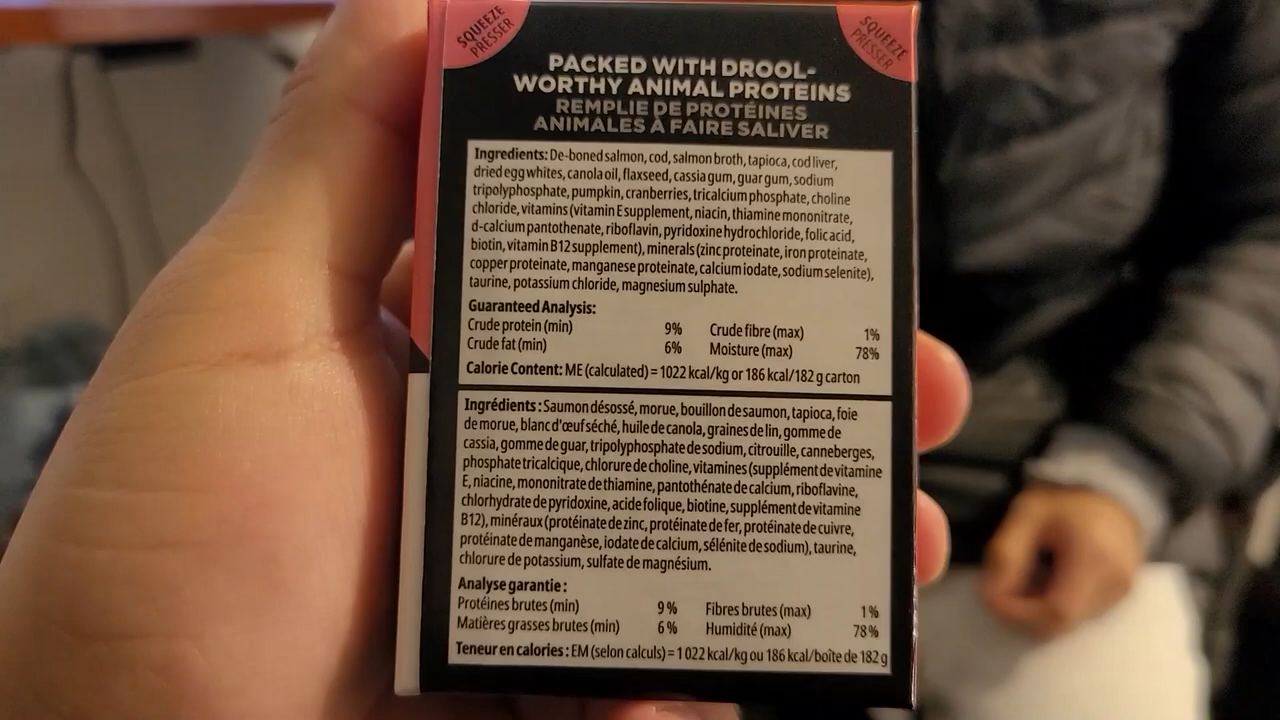 SQUEEZE
PRESSER
SQUEEZE
PRESSER
PACKED WITH DROOL-
WORTHY ANIMAL PROTEINS
REMPLIE DE PROTÉINES
ANIMALES À FAIRE SALIVER
Ingredients: De-boned salmon, cod, salmon broth, tapioca, cod liver,
dried egg whites, canola oil, flaxseed, cassia gum, guar gum, sodium
tripolyphosphate, pumpkin, cranberries, tricalcium phosphate, choline
chloride, vitamins (vitamin E supplement, niacin, thiamine mononitrate,
d-calcium pantothenate, riboflavin, pyridoxine hydrochloride, folic acid,
biotin, vitamin B12 supplement), minerals (zinc proteinate, iron proteinate,
copper proteinate, manganese proteinate, calcium iodate, sodium selenite),
taurine, potassium chloride, magnesium sulphate.
Guaranteed Analysis:
Crude protein (min) 9% Crude fibre (max) 1%
Crude fat (min) 6% Moisture (max) 78%
Calorie Content: ME (calculated) = 1022 kcal/kg or 186 kcal/182 g carton
Ingrédients : Saumon désossé, morue, bouillon de saumon, tapioca, foie
de morue, blanc d'œuf séché, huile de canola, graines de lin, gomme de
cassia, gomme de guar, tripolyphosphate de sodium, citrouille, canneberges,
phosphate tricalcique, chlorure de choline, vitamines (supplément de vitamine
E, niacine, mononitrate de thiamine, pantothénate de calcium, riboflavine,
chlorhydrate de pyridoxine, acide folique, biotine, supplément de vitamine
B12), minéraux (protéinate de zinc, protéinate de fer, protéinate de cuivre,
protéinate de manganèse, iodate de calcium, sélénite de sodium), taurine,
chlorure de potassium, sulfate de magnésium.
Analyse garantie :
Protéines brutes (min) 9 % Fibres brutes (max) 1 %
Matières grasses brutes (min) 6 % Humidité (max) 78 %
Teneur en calories : EM (selon calculs) = 1 022 kcal/kg ou 186 kcal/boîte de 182 g